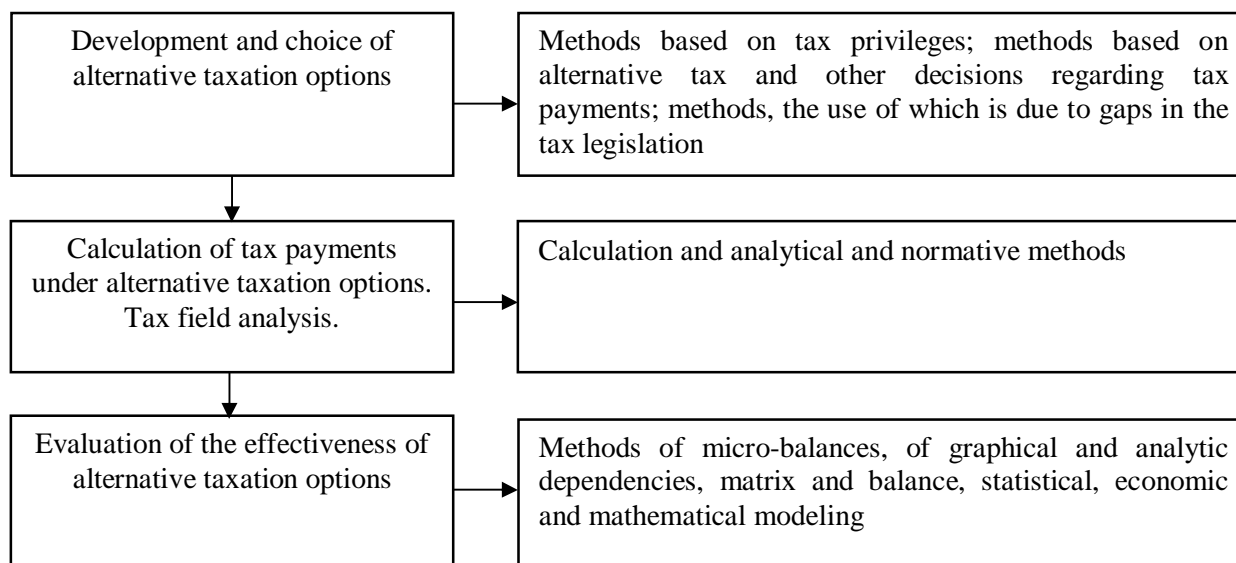 Development and choice of
alternative taxation options
Methods based on tax privileges; methods based on
alternative tax and other decisions regarding tax
payments; methods, the use of which is due to gaps in the
tax legislation
Calculation of tax payments
under alternative taxation options.
Tax field analysis.
Calculation and analytical and normative methods
Evaluation of the effectiveness of
alternative taxation options
Methods of micro-balances, of graphical and analytic
dependencies, matrix and balance, statistical, economic
and mathematical modeling